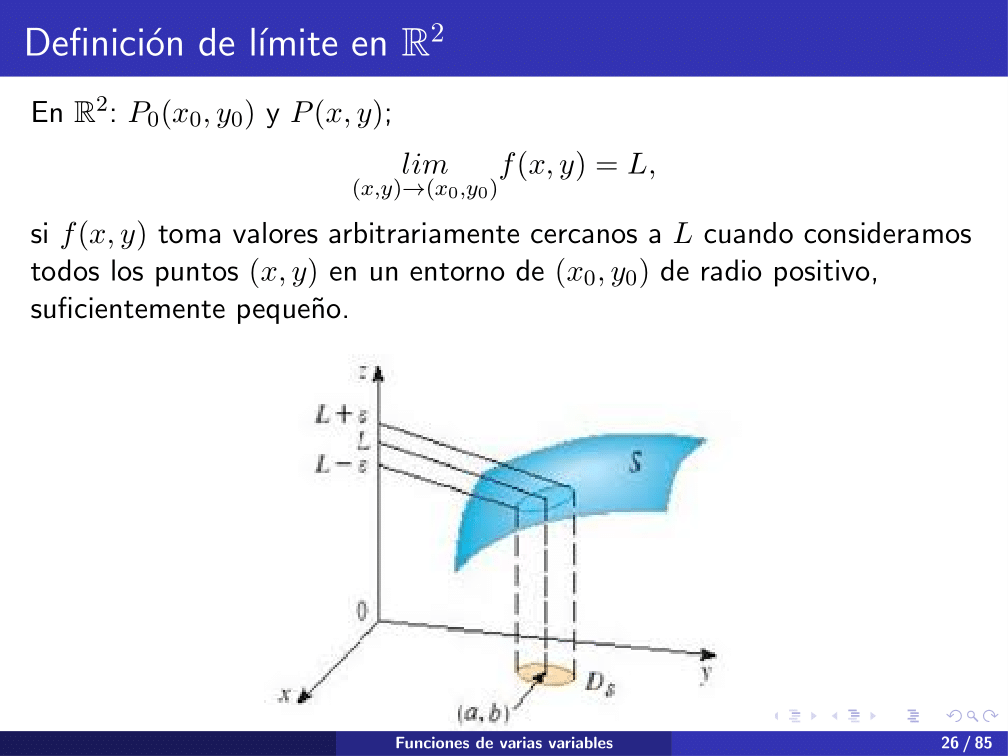 Definición de límite en ℝ²
En ℝ²: P₀(x₀, y₀) y P(x, y);
lim f(x, y) = L,
(x,y)→(x₀,y₀)
si f(x, y) toma valores arbitrariamente cercanos a L cuando consideramos
todos los puntos (x, y) en un entorno de (x₀, y₀) de radio positivo,
suficientemente pequeño.
z
L + ε
L
L − ε
S
0
x
y
D_δ
(a, b)
Funciones de varias variables
26 / 85